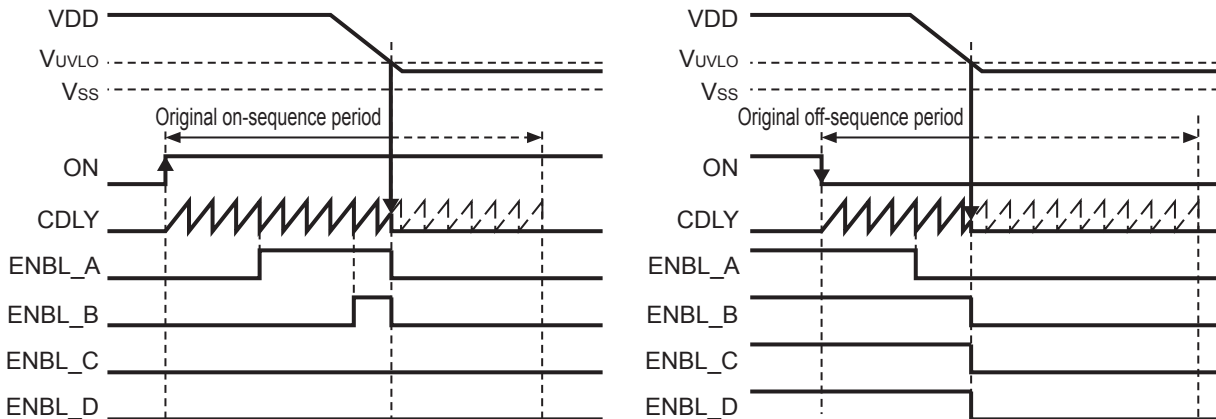 VDD
VUVLO
VSS
Original on-sequence period
ON
CDLY
ENBL_A
ENBL_B
ENBL_C
ENBL_D
VDD
VUVLO
VSS
Original off-sequence period
ON
CDLY
ENBL_A
ENBL_B
ENBL_C
ENBL_D